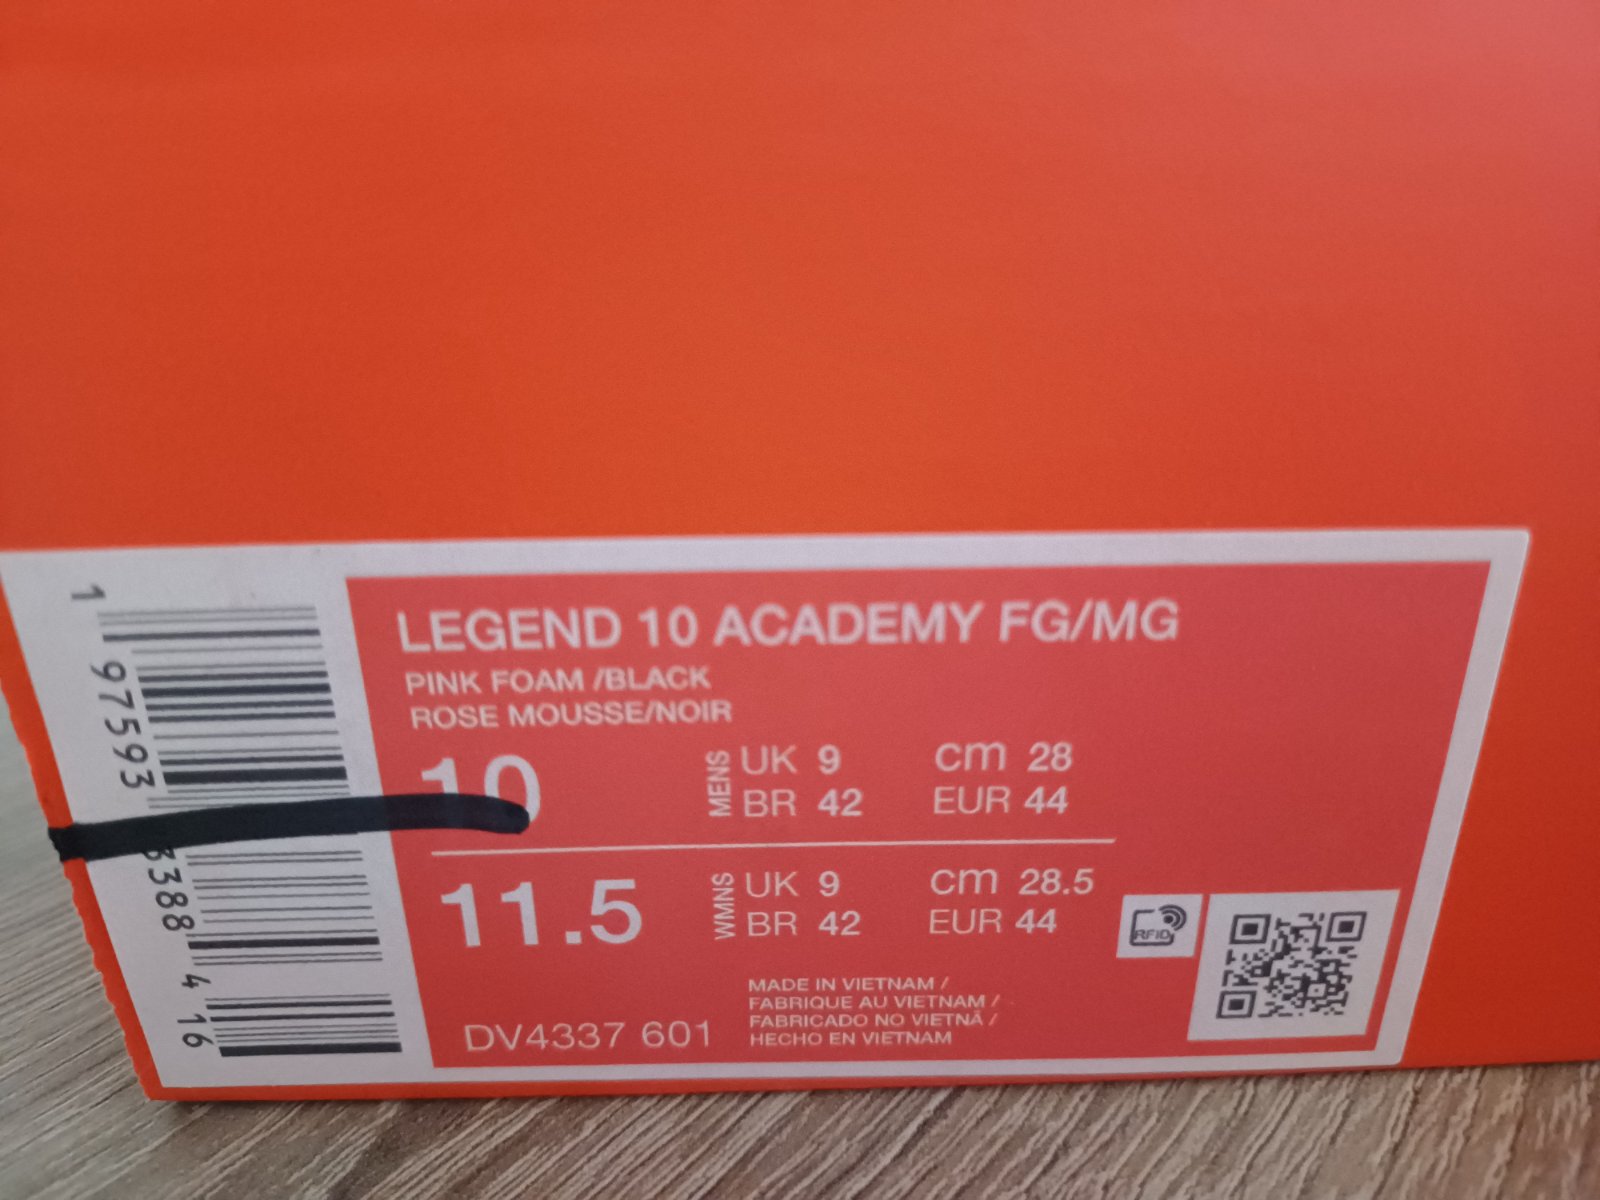 LEGEND 10 ACADEMY FG/MG
PINK FOAM /BLACK
ROSE MOUSSE/NOIR
10
MENS
UK 9
cm 28
BR 42
EUR 44
11.5
WMNS
UK 9
cm 28.5
BR 42
EUR 44
RFID
MADE IN VIETNAM /
FABRIQUE AU VIETNAM /
FABRICADO NO VIETNÃ /
HECHO EN VIETNAM
DV4337 601
1 97593 3388 4 16